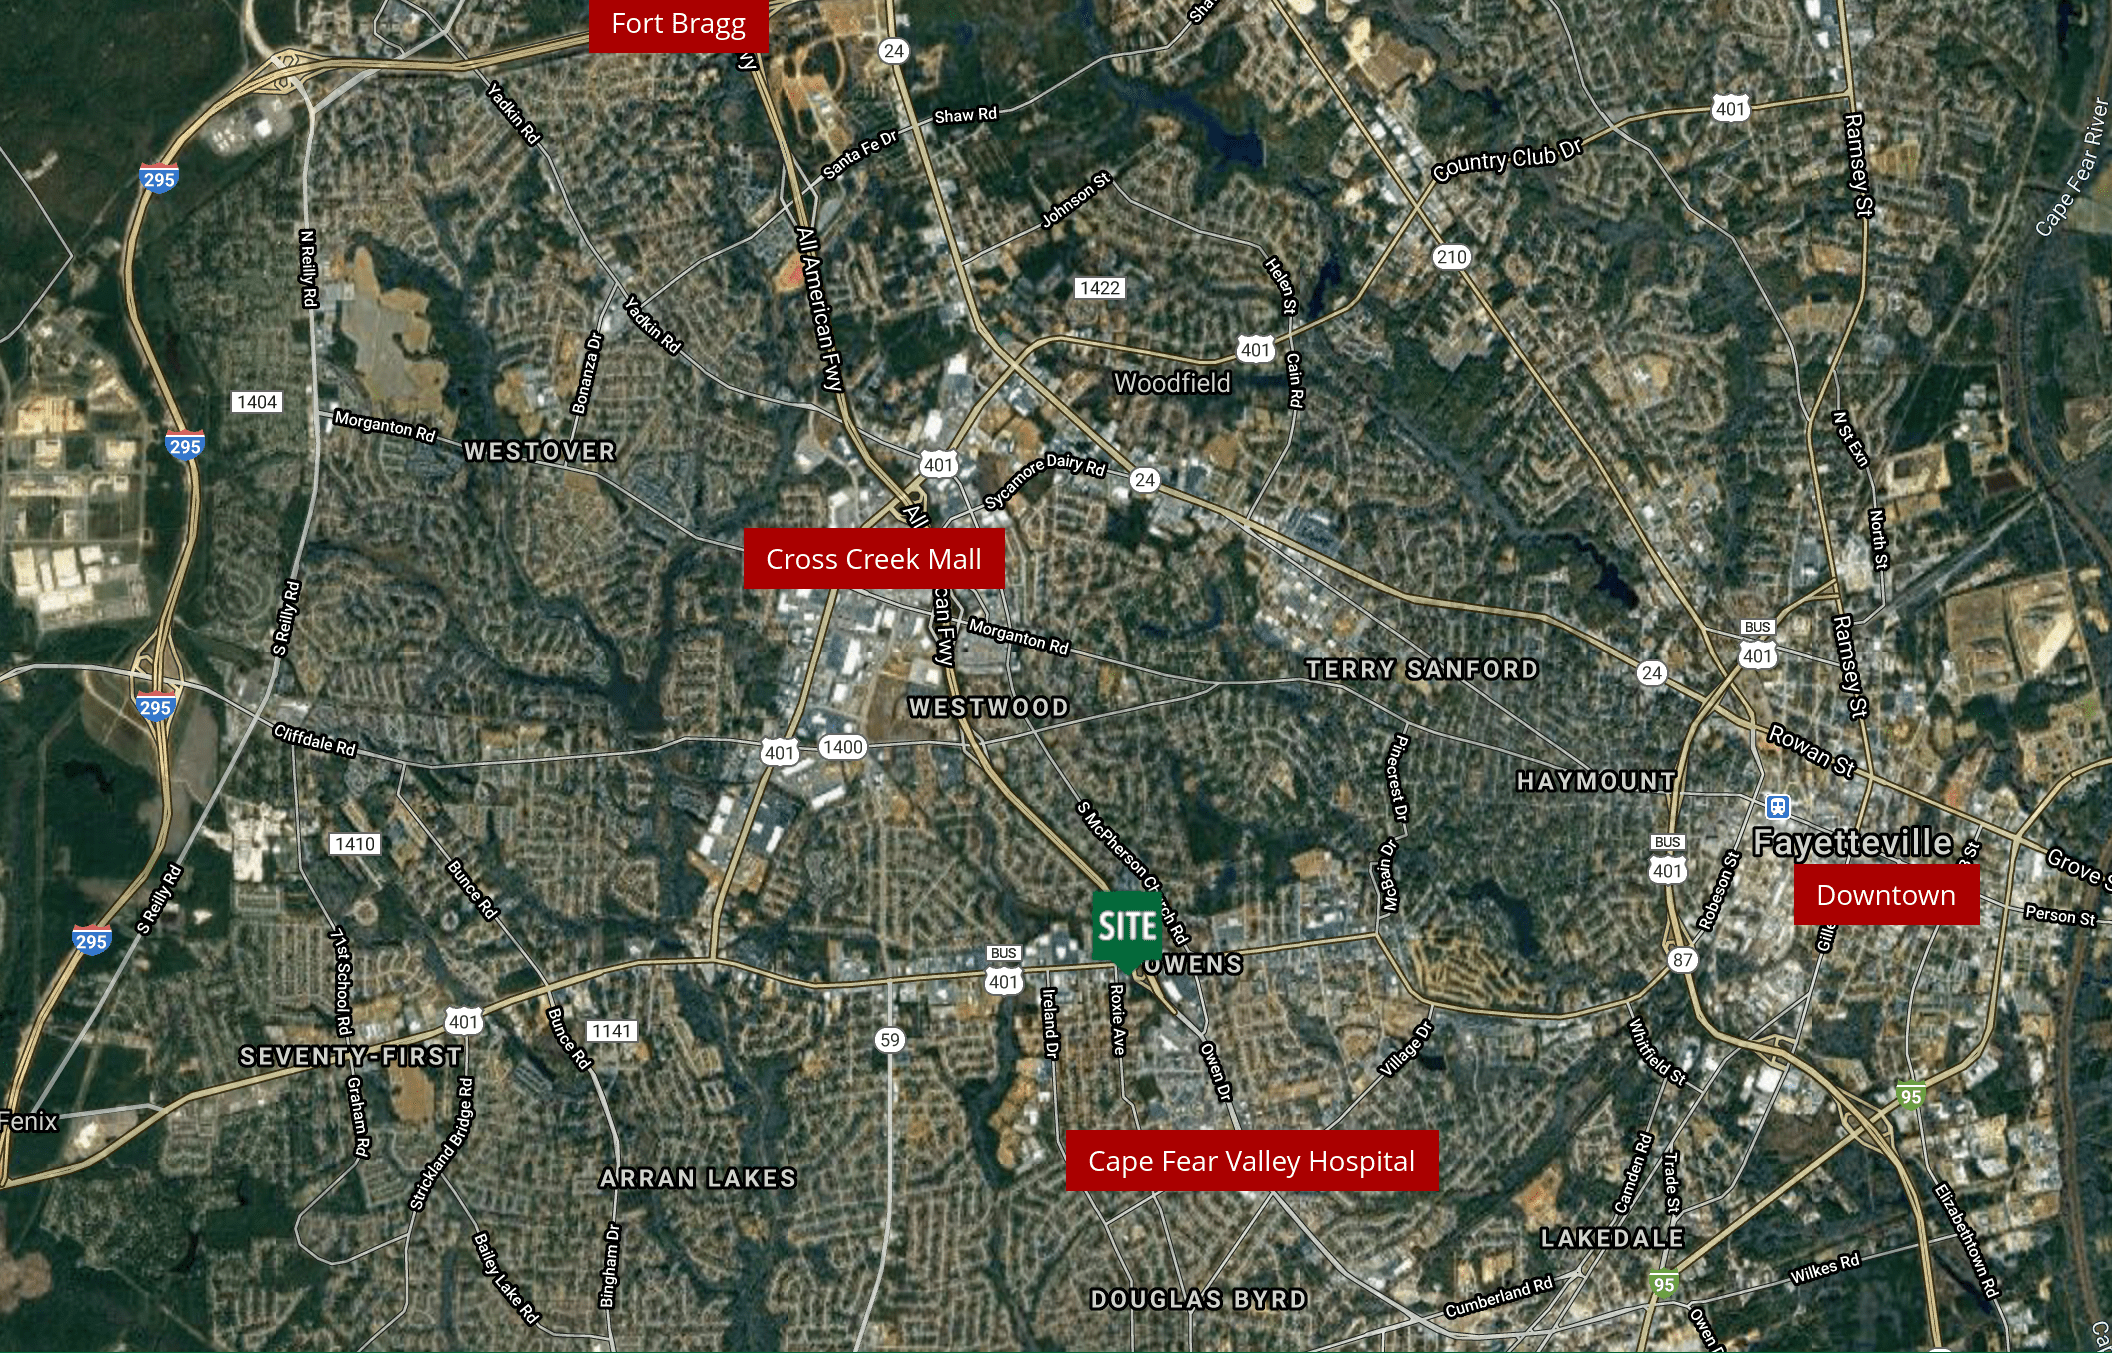 Fort Bragg
wy
24
Sha
401
Yadkin Rd
Shaw Rd
Santa Fe Dr
Country Club Dr
Ramsey St
Cape Fear River
295
Johnson St
N Reilly Rd
All American Fwy
1422
Helen St
210
Yadkin Rd
Bonanza Dr
401
Woodfield
Cain Rd
1404
Morganton Rd
WESTOVER
295
401
Sycamore Dairy Rd
24
N St Exn
All
North St
Cross Creek Mall
can Fwy
S Reilly Rd
Morganton Rd
BUS
401
Ramsey St
TERRY SANFORD
24
295
WESTWOOD
Cliffdale Rd
401
1400
Rowan St
Pinecrest Dr
HAYMOUNT
1410
S McPherson Church Rd
BUS
401
Fayetteville
Grove S
McBain Dr
Bunce Rd
S Reilly Rd
Robeson St
Downtown
Person St
SITE
295
71st School Rd
Gille
BUS
401
OWENS
87
401
1141
Bunce Rd
59
Ireland Dr
Roxie Ave
Owen Dr
Village Dr
Whitfield St
SEVENTY-FIRST
95
Fenix
Graham Rd
Strickland Bridge Rd
ARRAN LAKES
Cape Fear Valley Hospital
Camden Rd
Trade St
Elizabethtown Rd
LAKEDALE
Bailey Lake Rd
Bingham Dr
DOUGLAS BYRD
Cumberland Rd
95
Wilkes Rd
Owen D